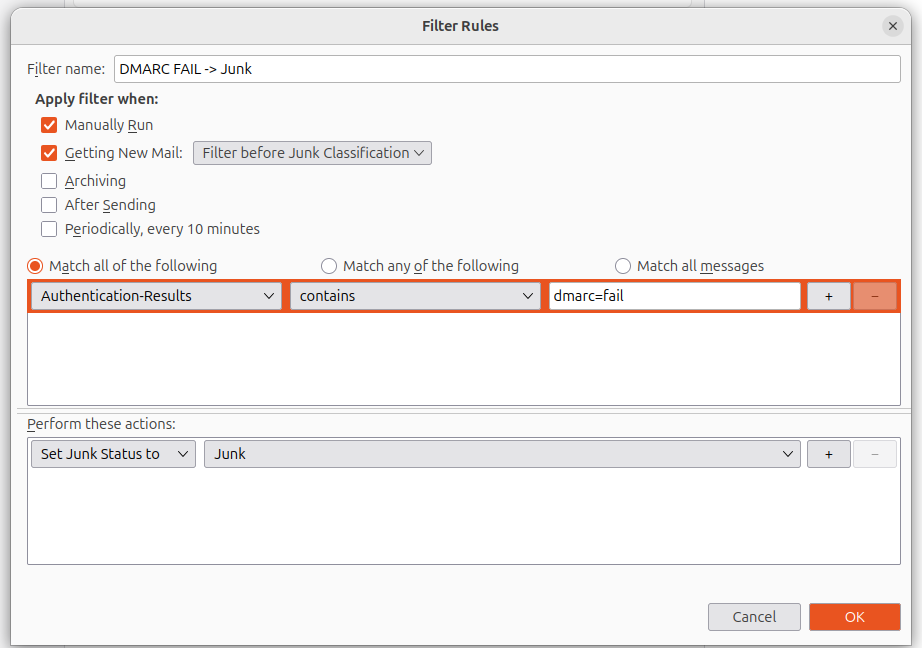 Filter Rules
Filter name: DMARC FAIL -> Junk
Apply filter when:
Manually Run
Getting New Mail: Filter before Junk Classification
Archiving
After Sending
Periodically, every 10 minutes
Match all of the following Match any of the following Match all messages
Authentication-Results contains dmarc=fail + −
Perform these actions:
Set Junk Status to Junk + −
Cancel OK